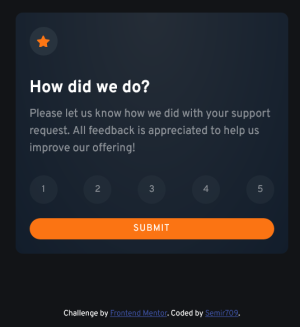 How did we do?
Please let us know how we did with your support
request. All feedback is appreciated to help us
improve our offering!
1 2 3 4 5
SUBMIT
Challenge by Frontend Mentor. Coded by Semir709.